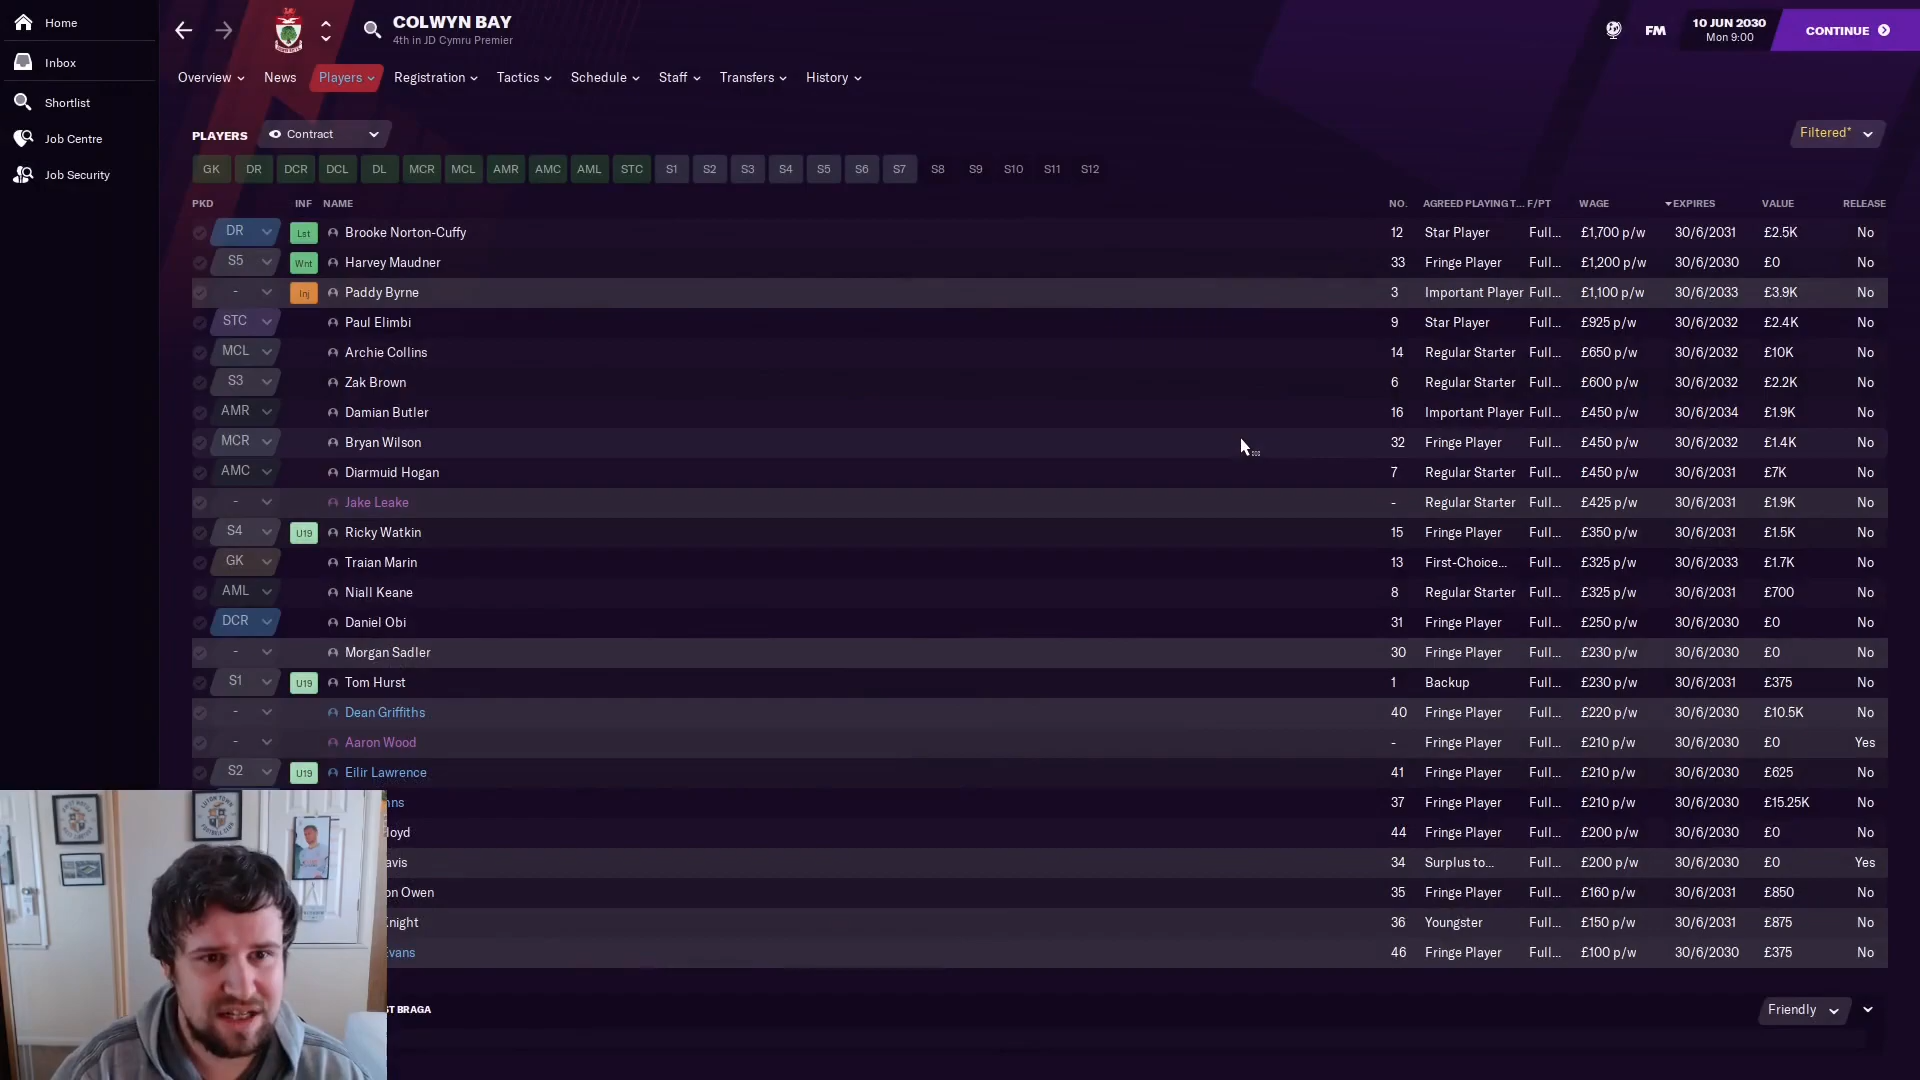 Home
Inbox
Shortlist
Job Centre
Job Security
COLWYN BAY
4th in JD Cymru Premier
FM
10 JUN 2030
Mon 9:00
CONTINUE
Overview News Players Registration Tactics Schedule Staff Transfers History
PLAYERS Contract Filtered*
GK DR DCR DCL DL MCR MCL AMR AMC AML STC S1 S2 S3 S4 S5 S6 S7 S8 S9 S10 S11 S12
PKD INF NAME NO. AGREED PLAYING T... F/PT WAGE EXPIRES VALUE RELEASE
DR Lst Brooke Norton-Cuffy 12 Star Player Full... £1,700 p/w 30/6/2031 £2.5K No
S5 Wnt Harvey Maudner 33 Fringe Player Full... £1,200 p/w 30/6/2030 £0 No
- Inj Paddy Byrne 3 Important Player Full... £1,100 p/w 30/6/2033 £3.9K No
STC Paul Elimbi 9 Star Player Full... £925 p/w 30/6/2032 £2.4K No
MCL Archie Collins 14 Regular Starter Full... £650 p/w 30/6/2032 £10K No
S3 Zak Brown 6 Regular Starter Full... £600 p/w 30/6/2032 £2.2K No
AMR Damian Butler 16 Important Player Full... £450 p/w 30/6/2034 £1.9K No
MCR Bryan Wilson 32 Fringe Player Full... £450 p/w 30/6/2032 £1.4K No
AMC Diarmuid Hogan 7 Regular Starter Full... £450 p/w 30/6/2031 £7K No
- Jake Leake - Regular Starter Full... £425 p/w 30/6/2031 £1.9K No
S4 U19 Ricky Watkin 15 Fringe Player Full... £350 p/w 30/6/2031 £1.5K No
GK Traian Marin 13 First-Choice... Full... £325 p/w 30/6/2033 £1.7K No
AML Niall Keane 8 Regular Starter Full... £325 p/w 30/6/2031 £700 No
DCR Daniel Obi 31 Fringe Player Full... £250 p/w 30/6/2030 £0 No
- Morgan Sadler 30 Fringe Player Full... £230 p/w 30/6/2030 £0 No
S1 U19 Tom Hurst 1 Backup Full... £230 p/w 30/6/2031 £375 No
- Dean Griffiths 40 Fringe Player Full... £220 p/w 30/6/2030 £10.5K No
- Aaron Wood - Fringe Player Full... £210 p/w 30/6/2030 £0 Yes
S2 U19 Eilir Lawrence 41 Fringe Player Full... £210 p/w 30/6/2030 £625 No
nns 37 Fringe Player Full... £210 p/w 30/6/2030 £15.25K No
loyd 44 Fringe Player Full... £200 p/w 30/6/2030 £0 No
avis 34 Surplus to... Full... £200 p/w 30/6/2030 £0 Yes
on Owen 35 Fringe Player Full... £160 p/w 30/6/2031 £850 No
Knight 36 Youngster Full... £150 p/w 30/6/2031 £875 No
Evans 46 Fringe Player Full... £100 p/w 30/6/2030 £375 No
ST BRAGA Friendly